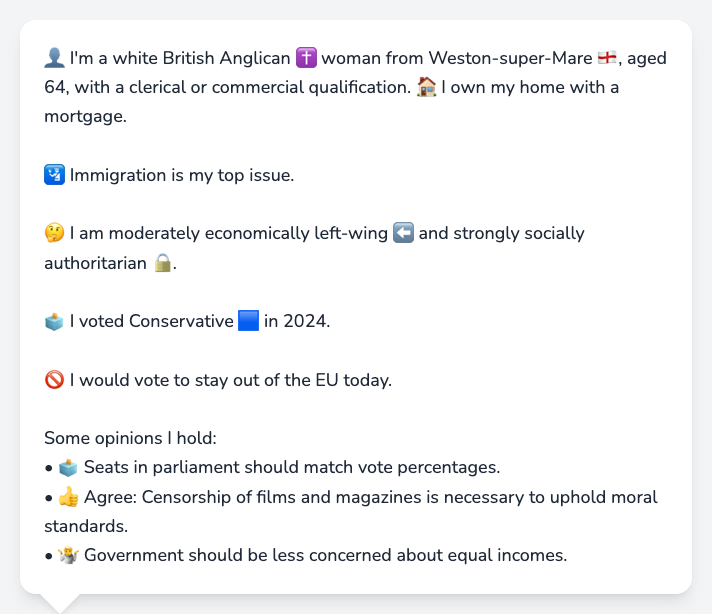 👤 I'm a white British Anglican ✝️ woman from Weston-super-Mare 🏴󠁧󠁢󠁥󠁮󠁧󠁿, aged
64, with a clerical or commercial qualification. 🏠 I own my home with a
mortgage.
🛂 Immigration is my top issue.
🤔 I am moderately economically left-wing ⬅️ and strongly socially
authoritarian 🔒.
🗳️ I voted Conservative 🟦 in 2024.
🚫 I would vote to stay out of the EU today.
Some opinions I hold:
• 🗳️ Seats in parliament should match vote percentages.
• 👍 Agree: Censorship of films and magazines is necessary to uphold moral
standards.
• 🤷 Government should be less concerned about equal incomes.